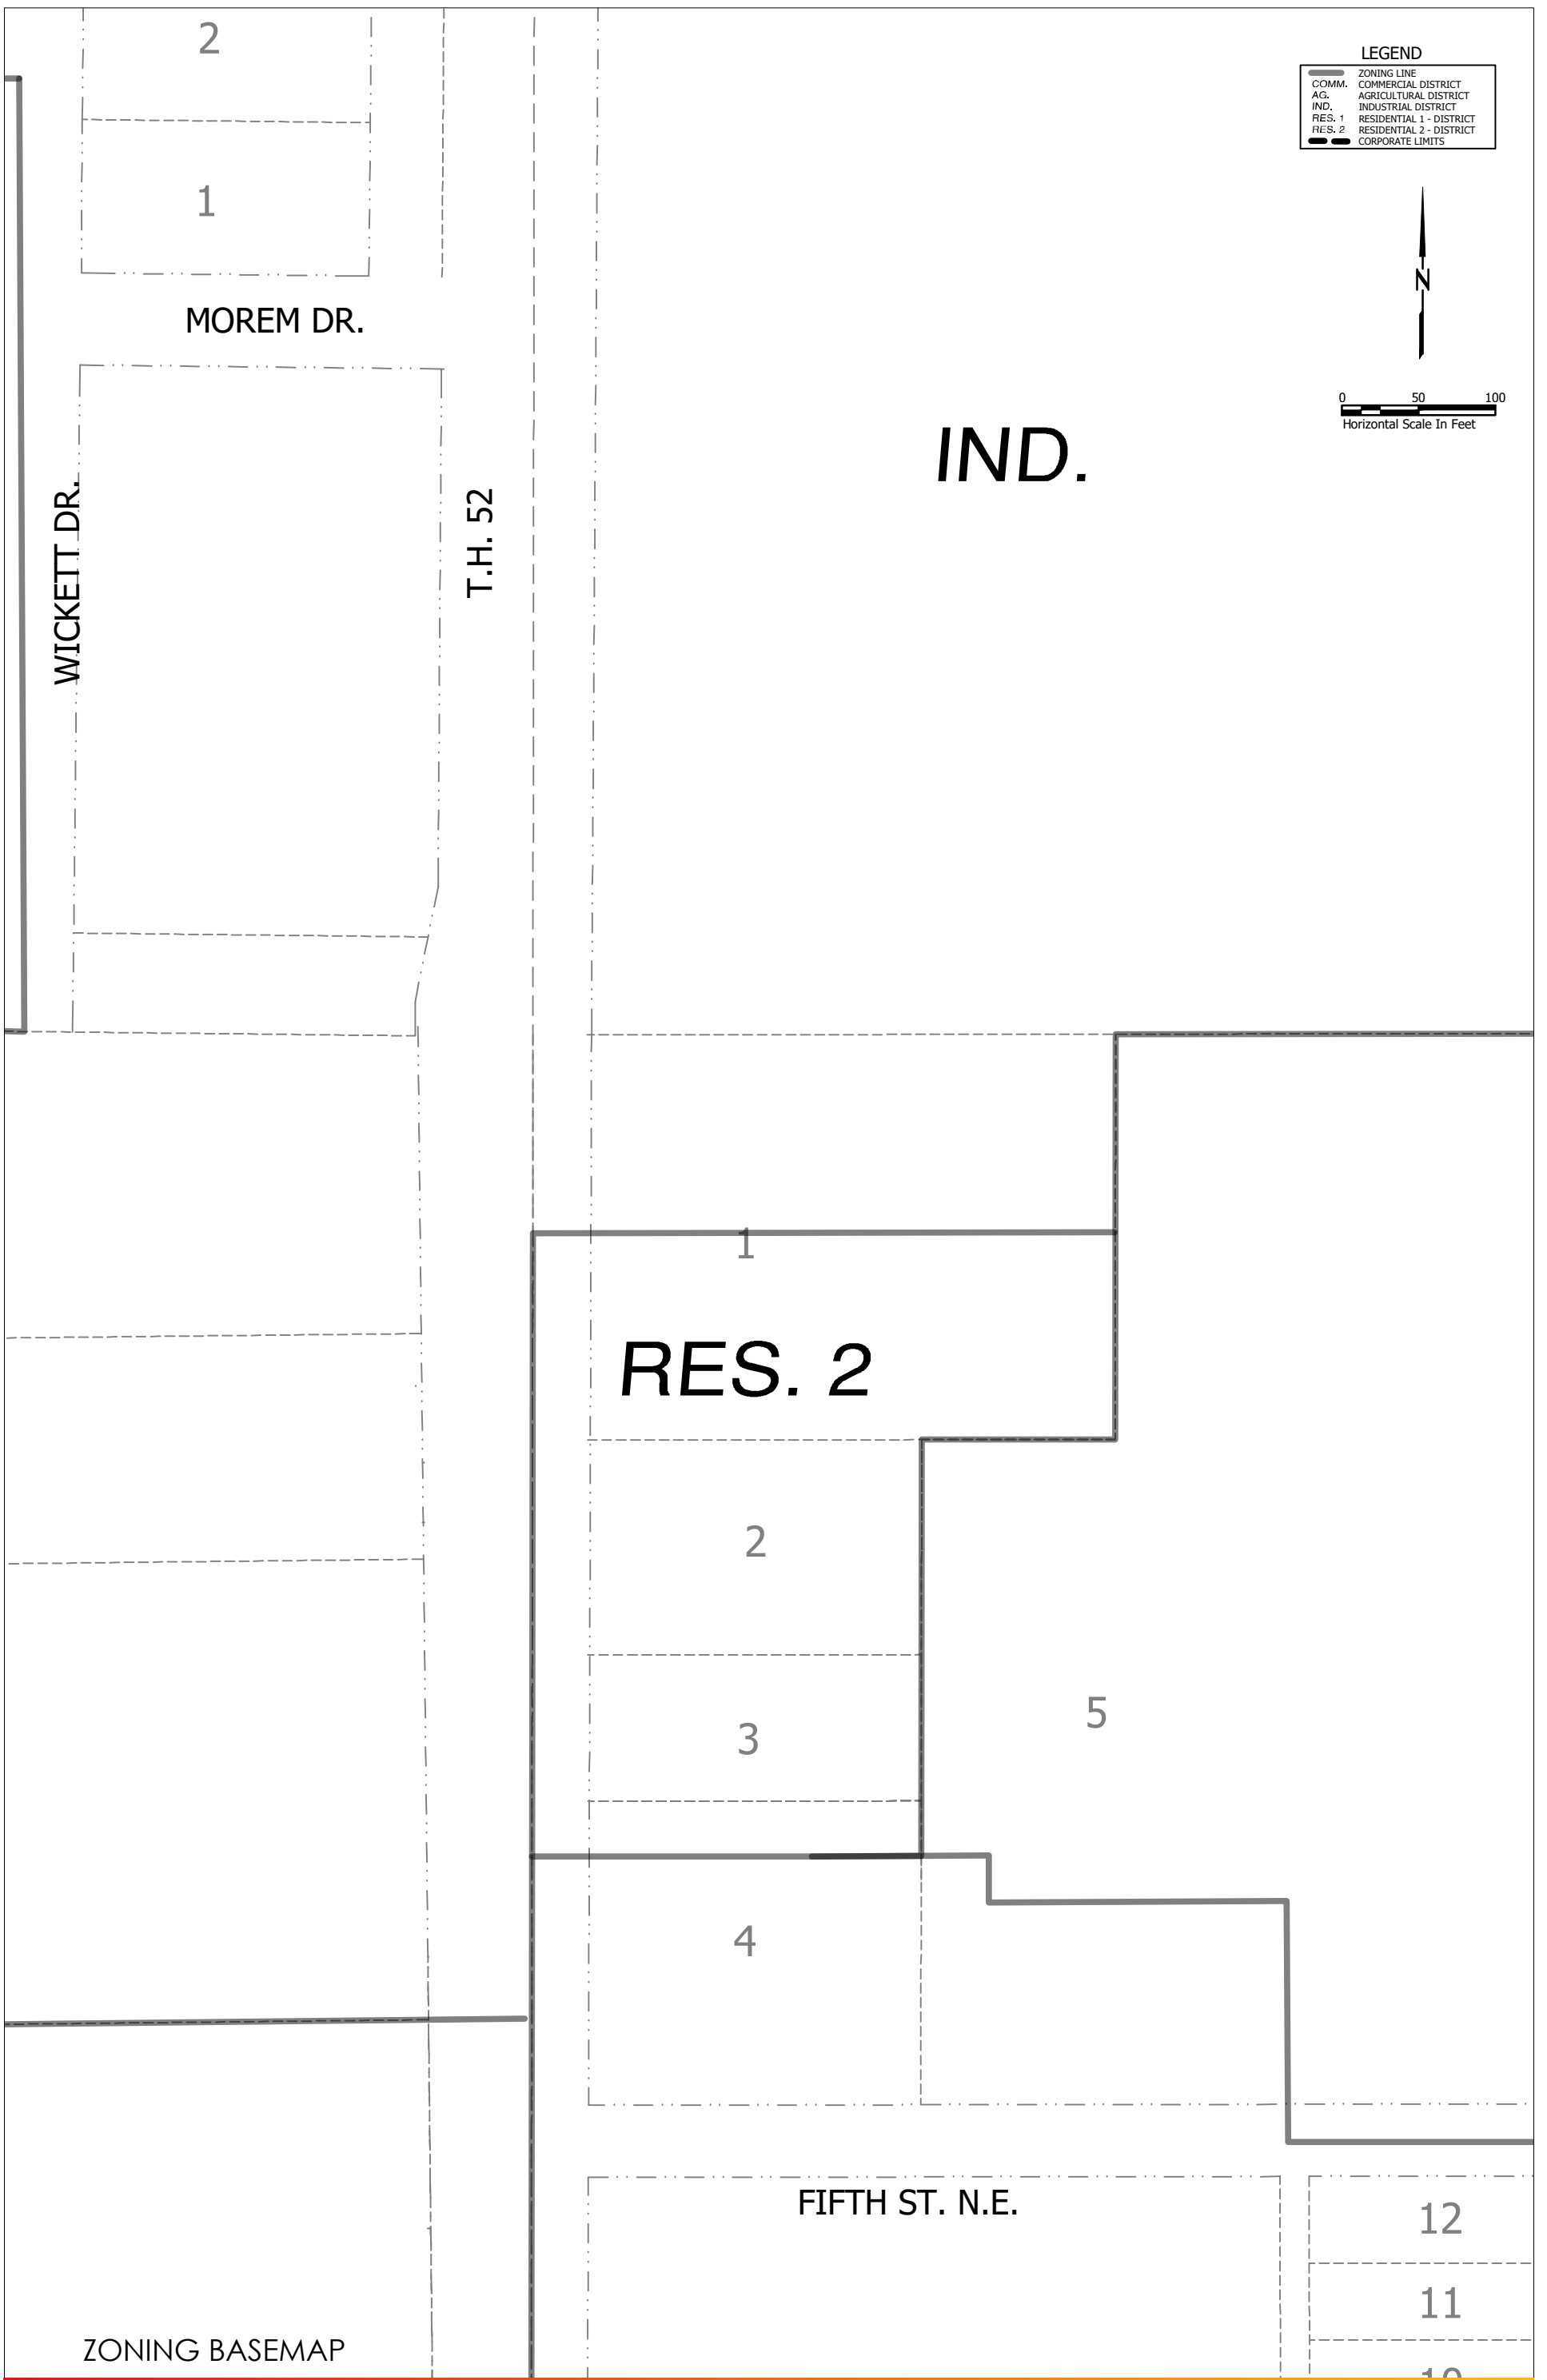 2
LEGEND
ZONING LINE
COMM. COMMERCIAL DISTRICT
AG. AGRICULTURAL DISTRICT
IND. INDUSTRIAL DISTRICT
RES. 1 RESIDENTIAL 1 - DISTRICT
RES. 2 RESIDENTIAL 2 - DISTRICT
CORPORATE LIMITS
1
N
MOREM DR.
0 50 100
Horizontal Scale In Feet
IND.
WICKETT DR.
T.H. 52
1
RES. 2
2
3
5
4
FIFTH ST. N.E.
12
11
ZONING BASEMAP